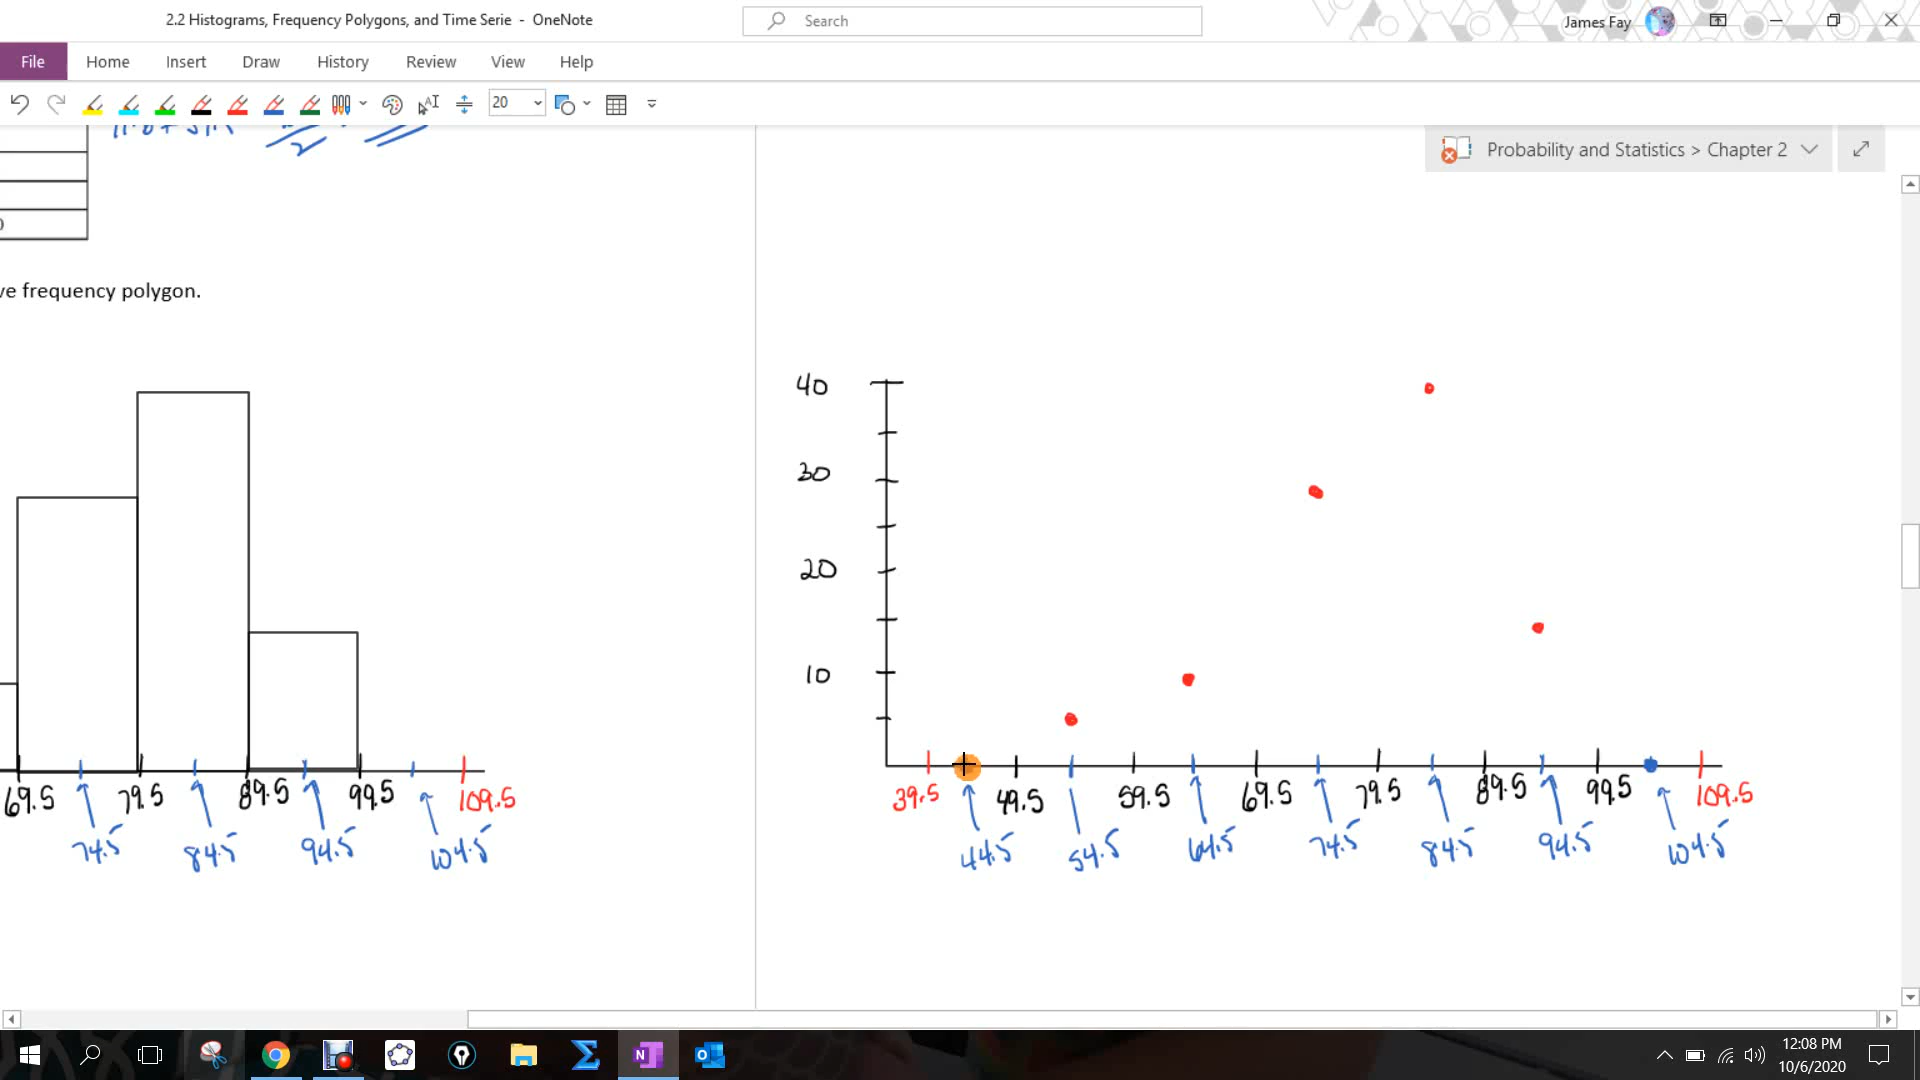 2.2 Histograms, Frequency Polygons, and Time Serie - OneNote
Search
James Fay
File Home Insert Draw History Review View Help
20
Probability and Statistics > Chapter 2
2
0
ve frequency polygon.
69.5 79.5 89.5 99.5 109.5
74.5 84.5 94.5 104.5
40
30
20
10
39.5 49.5 59.5 69.5 79.5 89.5 99.5 109.5
44.5 54.5 64.5 74.5 84.5 94.5 104.5
12:08 PM
10/6/2020